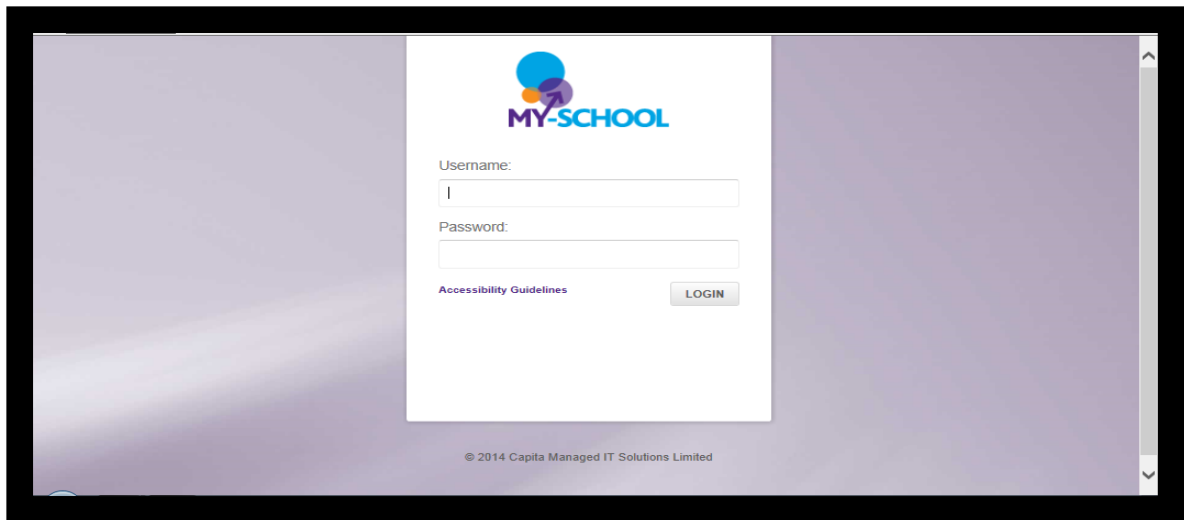 MY-SCHOOL
Username:
Password:
Accessibility Guidelines
LOGIN
© 2014 Capita Managed IT Solutions Limited